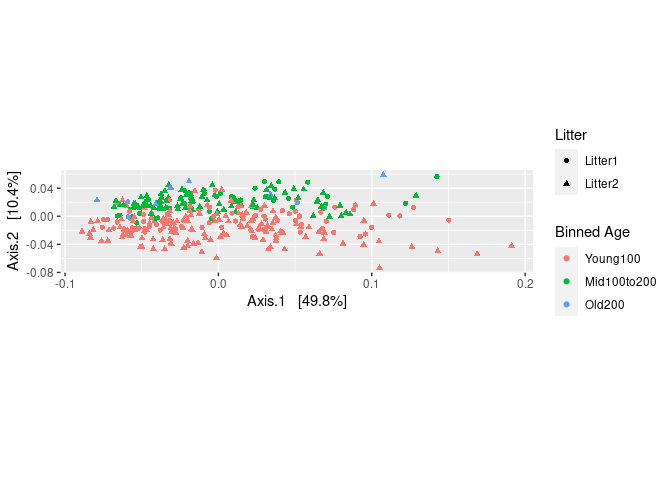 0.04
0.00
-0.04
-0.08
Axis.2 [10.4%]
-0.1 0.0 0.1 0.2
Axis.1 [49.8%]
Litter
Litter1
Litter2
Binned Age
Young100
Mid100to200
Old200